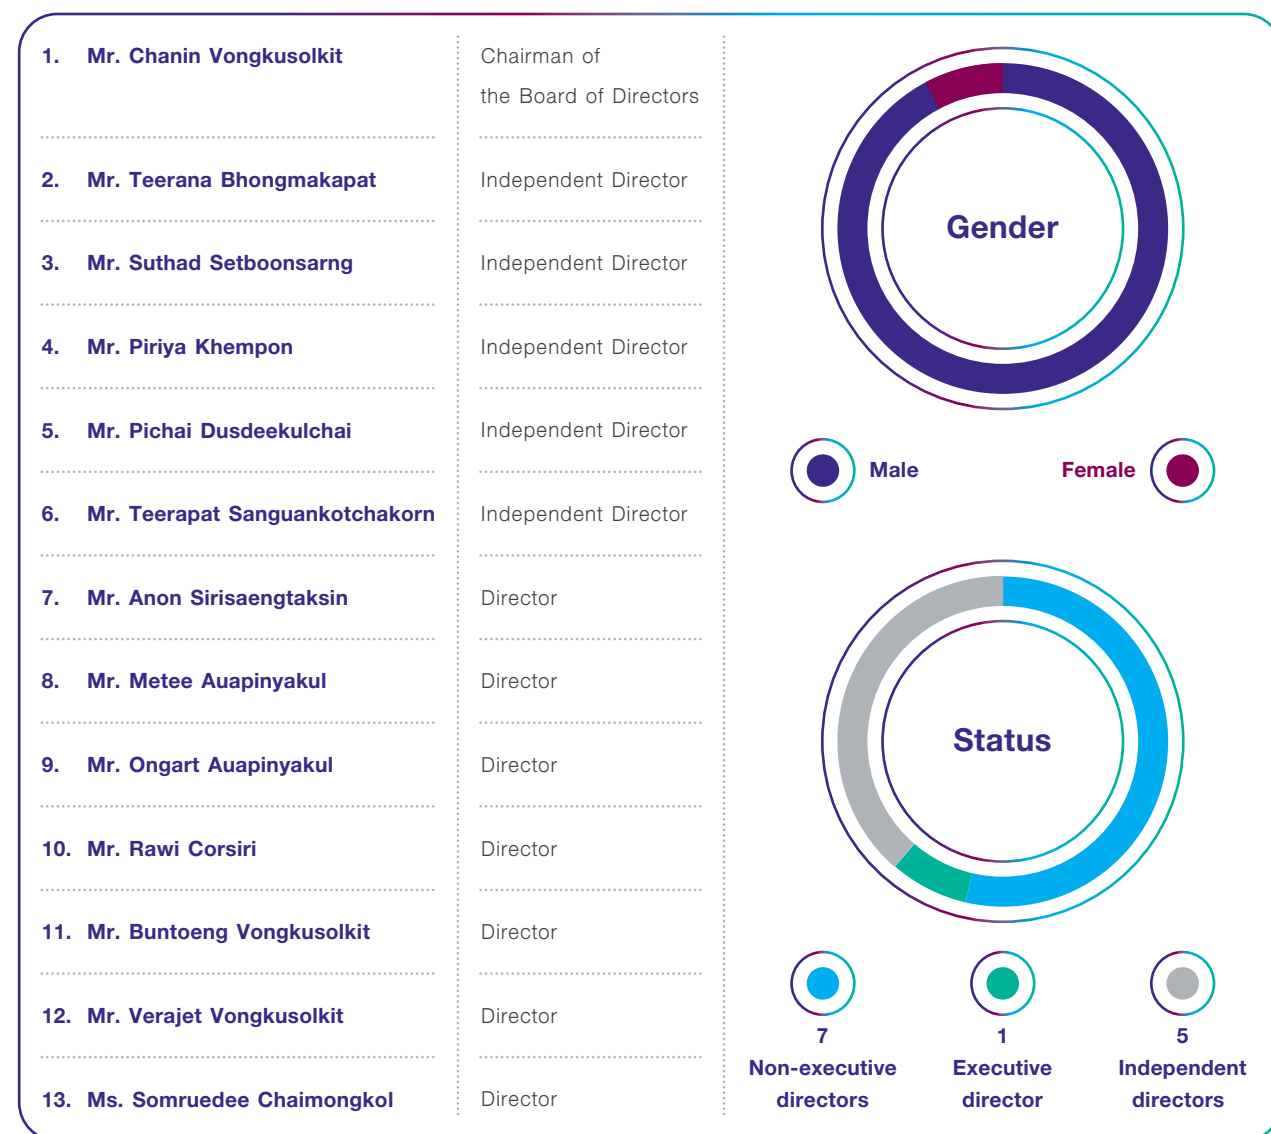 1. Mr. Chanin Vongkusolkit Chairman of
the Board of Directors
2. Mr. Teerana Bhongmakapat Independent Director
3. Mr. Suthad Setboonsarng Independent Director
4. Mr. Piriya Khempon Independent Director
5. Mr. Pichai Dusdeekulchai Independent Director
6. Mr. Teerapat Sanguankotchakorn Independent Director
7. Mr. Anon Sirisaengtaksin Director
8. Mr. Metee Auapinyakul Director
9. Mr. Ongart Auapinyakul Director
10. Mr. Rawi Corsiri Director
11. Mr. Buntoeng Vongkusolkit Director
12. Mr. Verajet Vongkusolkit Director
13. Ms. Somruedee Chaimongkol Director
Gender
Male Female
Status
7 1 5
Non-executive Executive Independent
directors director directors